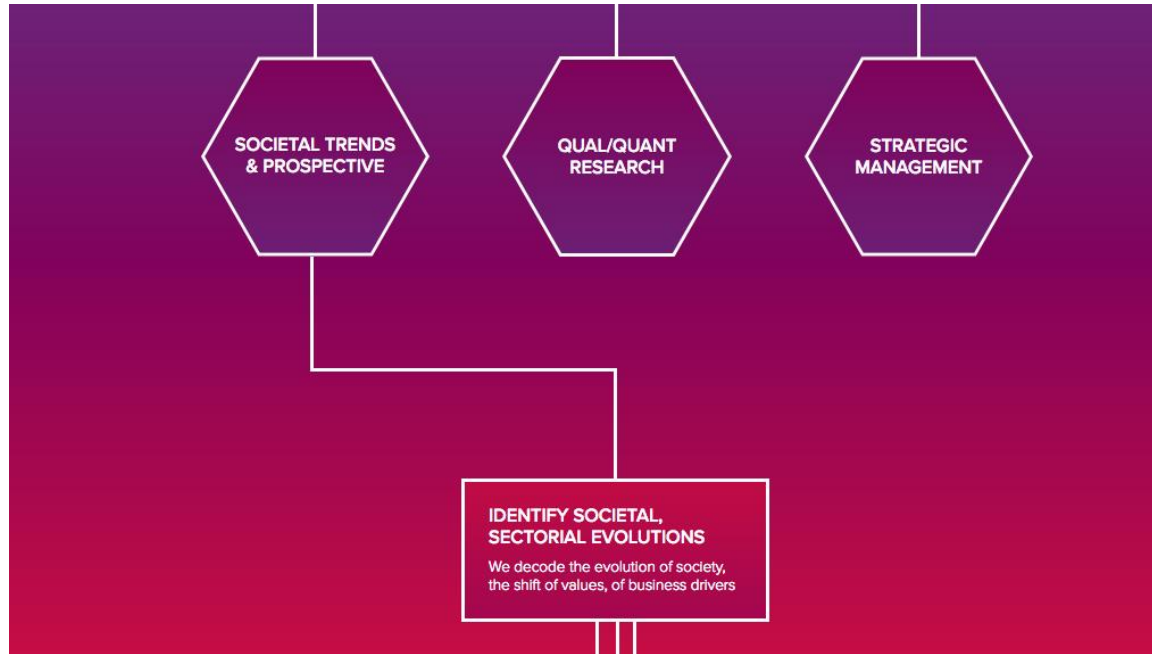 SOCIETAL TRENDS
& PROSPECTIVE
QUAL/QUANT
RESEARCH
STRATEGIC
MANAGEMENT
IDENTIFY SOCIETAL,
SECTORIAL EVOLUTIONS
We decode the evolution of society,
the shift of values, of business drivers